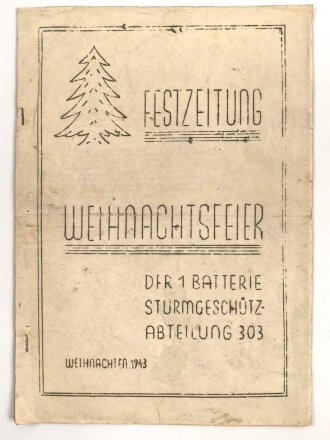 FESTZEITUNG
WEIHNACHTSFEIER
DER 1 BATTERIE
STURMGESCHÜTZ-
ABTEILUNG 303
WEIHNACHTEN 1943